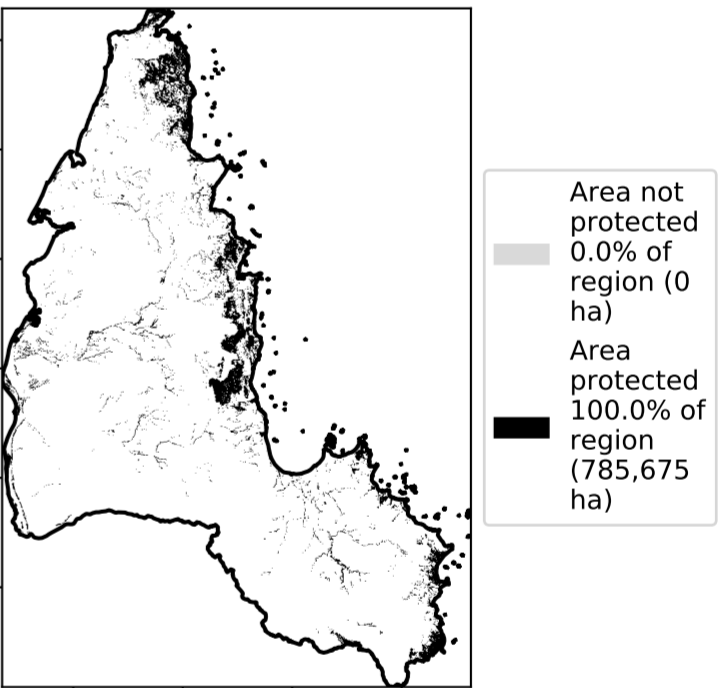 Area not
protected
0.0% of
region (0
ha)
Area
protected
100.0% of
region
(785,675
ha)